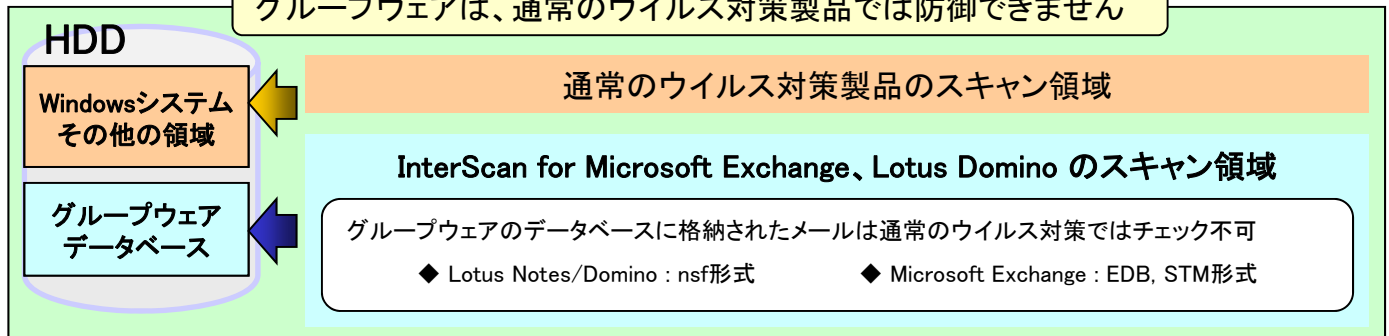 グループウェアは、通常のウイルス対策製品では防御できません
HDD
Windowsシステム
その他の領域
通常のウイルス対策製品のスキャン領域
InterScan for Microsoft Exchange、Lotus Domino のスキャン領域
グループウェア
データベース
グループウェアのデータベースに格納されたメールは通常のウイルス対策ではチェック不可
◆ Lotus Notes/Domino : nsf形式
◆ Microsoft Exchange : EDB, STM形式